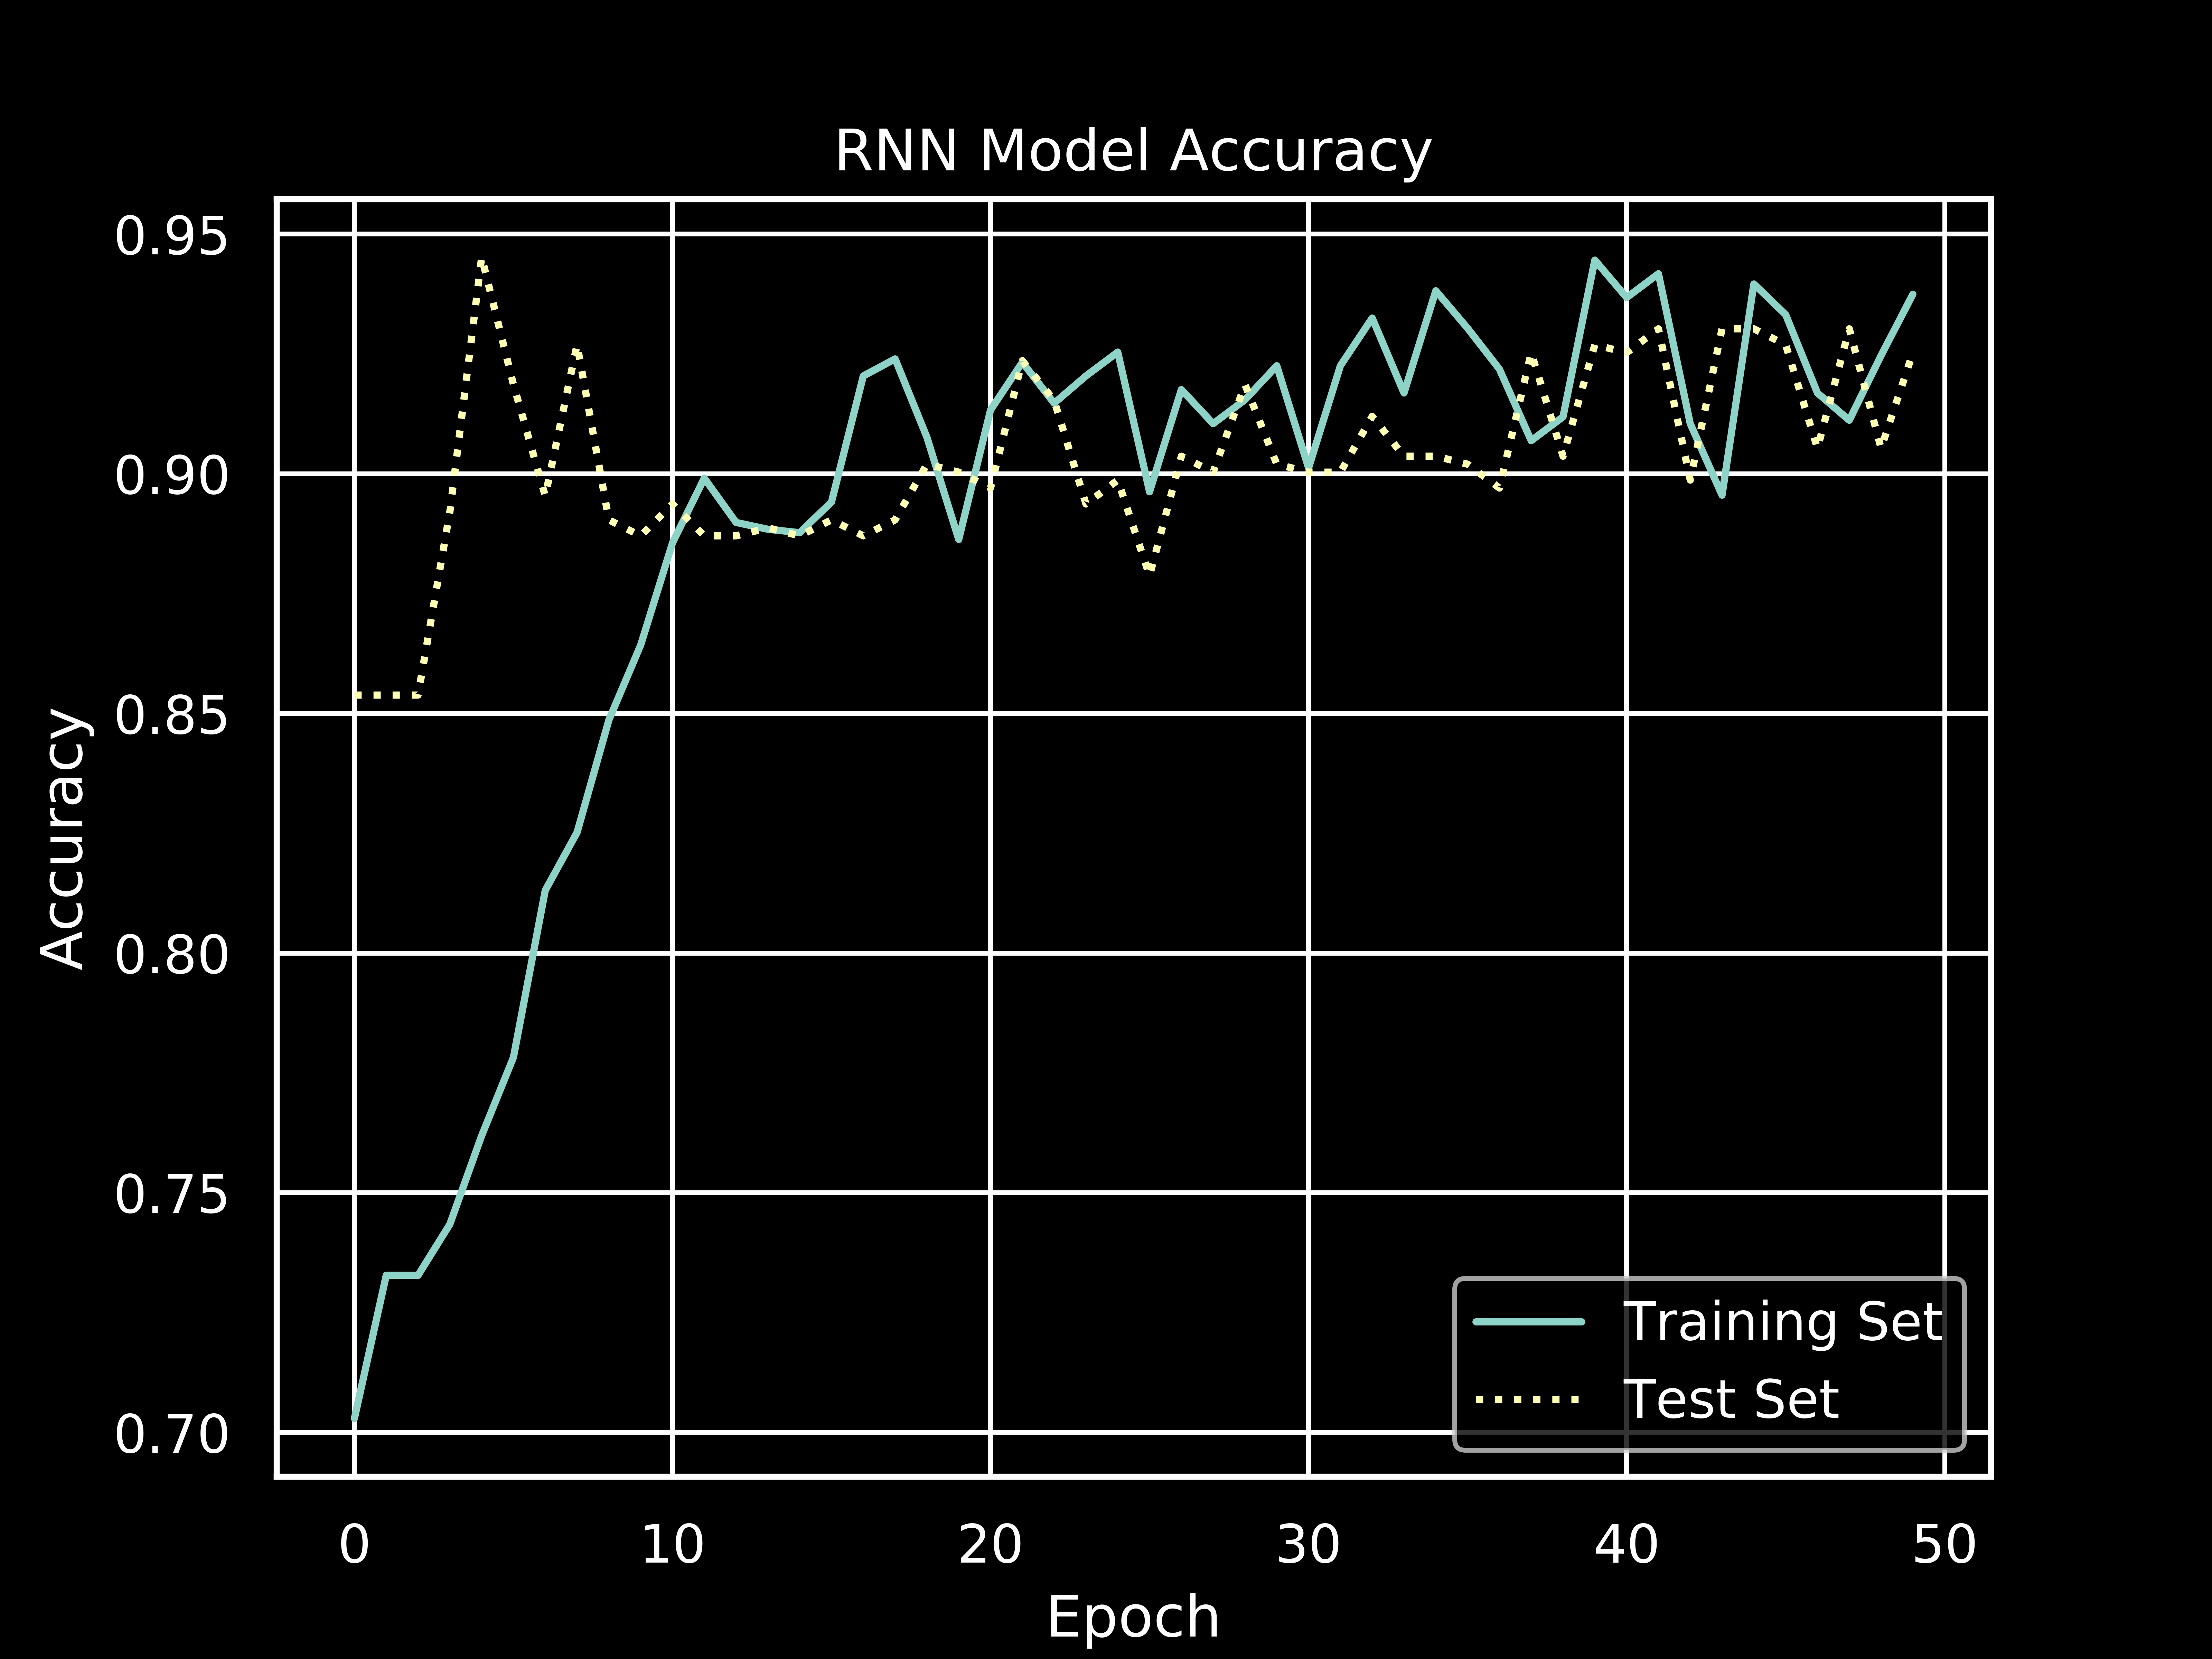 RNN Model Accuracy
0.95
0.90
0.85
0.80
0.75
0.70
Accuracy
Training Set
Test Set
0 10 20 30 40 50
Epoch